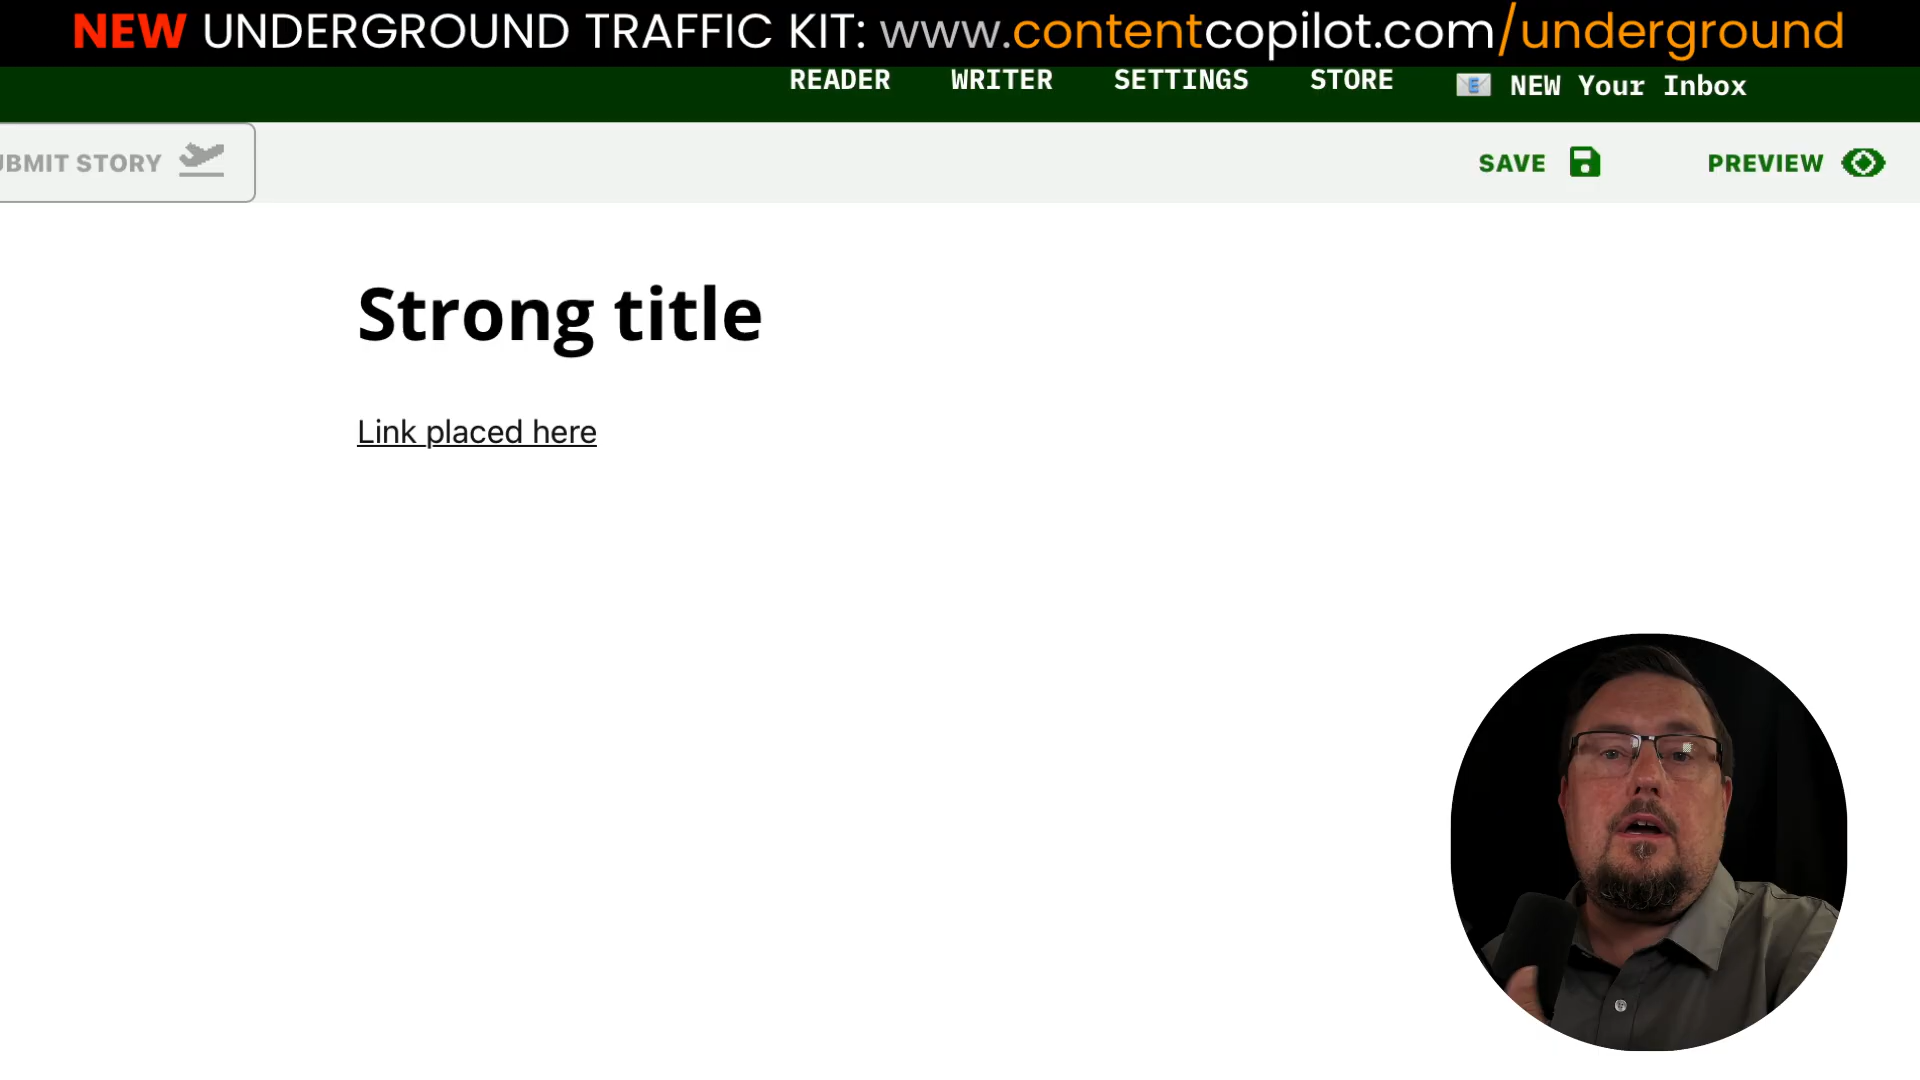 NEW UNDERGROUND TRAFFIC KIT: www.contentcopilot.com/underground
READER WRITER SETTINGS STORE NEW Your Inbox
UBMIT STORY SAVE PREVIEW
Strong title
Link placed here